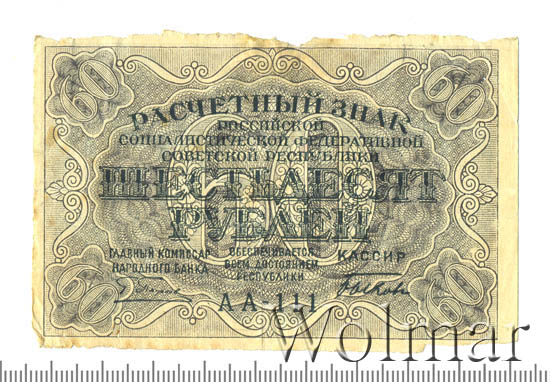 60 60
РАСЧЕТНЫЙ ЗНАК
РОССИЙСКОЙ
СОЦИАЛИСТИЧЕСКОЙ ФЕДЕРАТИВНОЙ
СОВЕТСКОЙ РЕСПУБЛИКИ
60
ШЕСТЬДЕСЯТ
РУБЛЕЙ
ГЛАВНЫЙ КОМИССАР
НАРОДНОГО БАНКА
ОБЕСПЕЧИВАЕТСЯ
ВСЕМ ДОСТОЯНИЕМ
РЕСПУБЛИКИ
КАССИР
АА-111
60 60
Wolmar